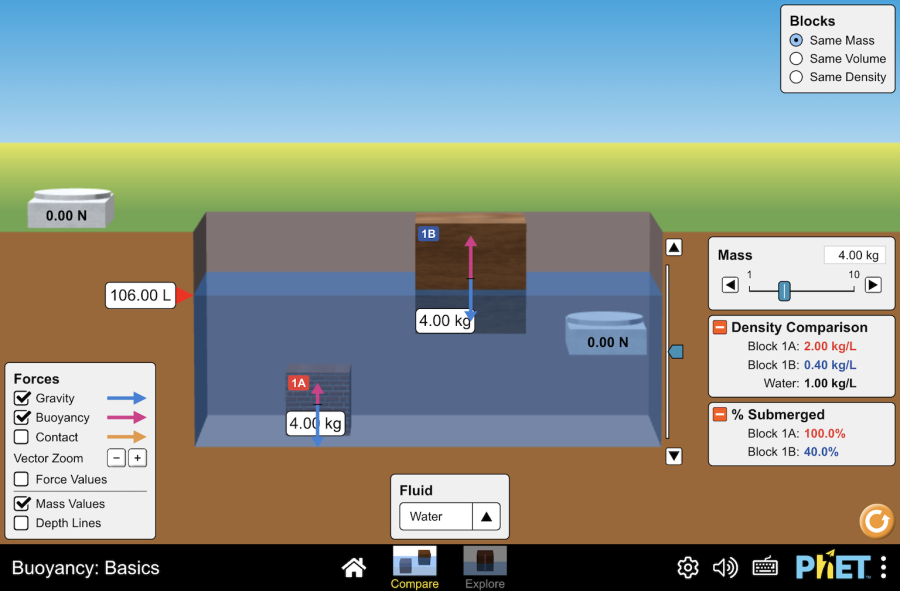 Blocks
Same Mass
Same Volume
Same Density
0.00 N
1B
106.00 L
4.00 kg
0.00 N
1A
4.00 kg
Mass
4.00 kg
1
10
Density Comparison
Block 1A: 2.00 kg/L
Block 1B: 0.40 kg/L
Water: 1.00 kg/L
% Submerged
Block 1A: 100.0%
Block 1B: 40.0%
Forces
Gravity
Buoyancy
Contact
Vector Zoom
Force Values
Mass Values
Depth Lines
Fluid
Water
Buoyancy: Basics
Compare
Explore
PhET